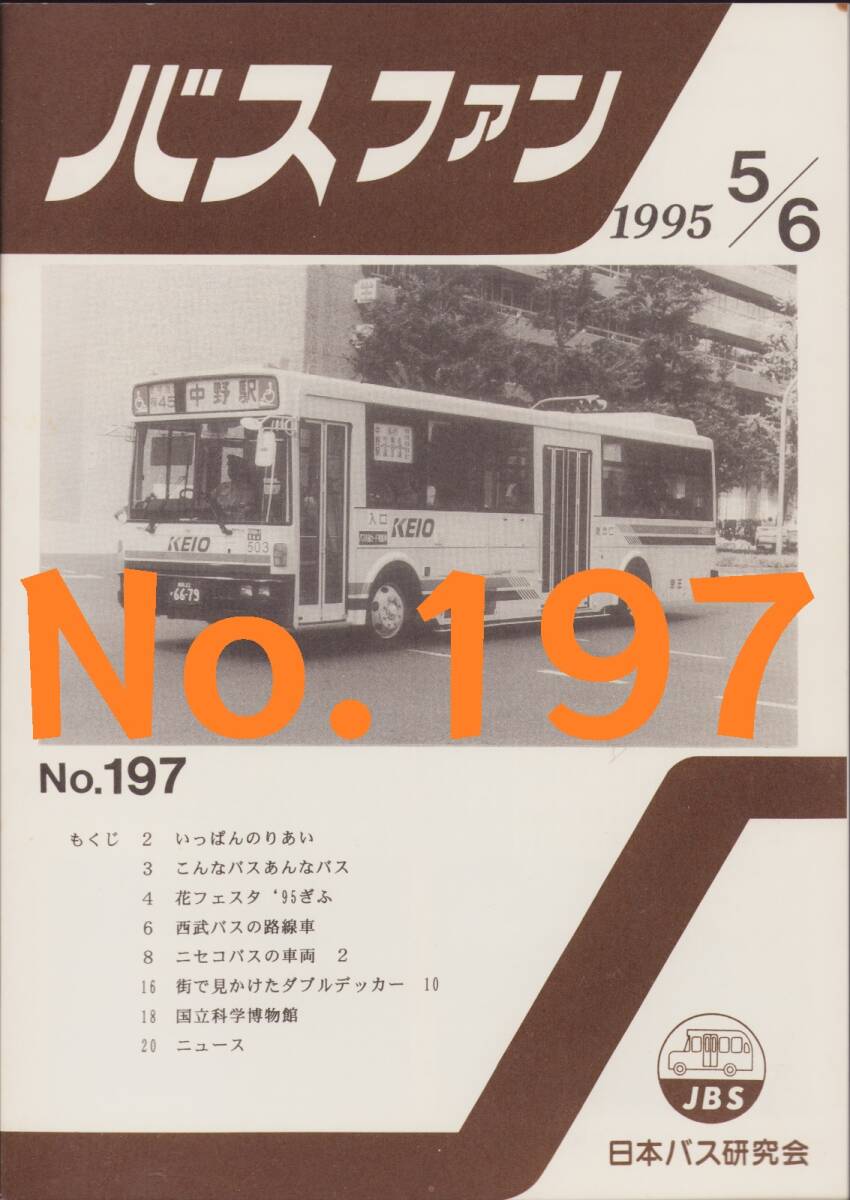 バスファン
1995 5/6
45 中野駅
入口
KEIO
KEIO
503
66-79
No.197
No.197
もくじ 2 いっぱんのりあい
3 こんなバスあんなバス
4 花フェスタ '95ぎふ
6 西武バスの路線車
8 ニセコバスの車両 2
16 街で見かけたダブルデッカー 10
18 国立科学博物館
20 ニュース
JBS
日本バス研究会